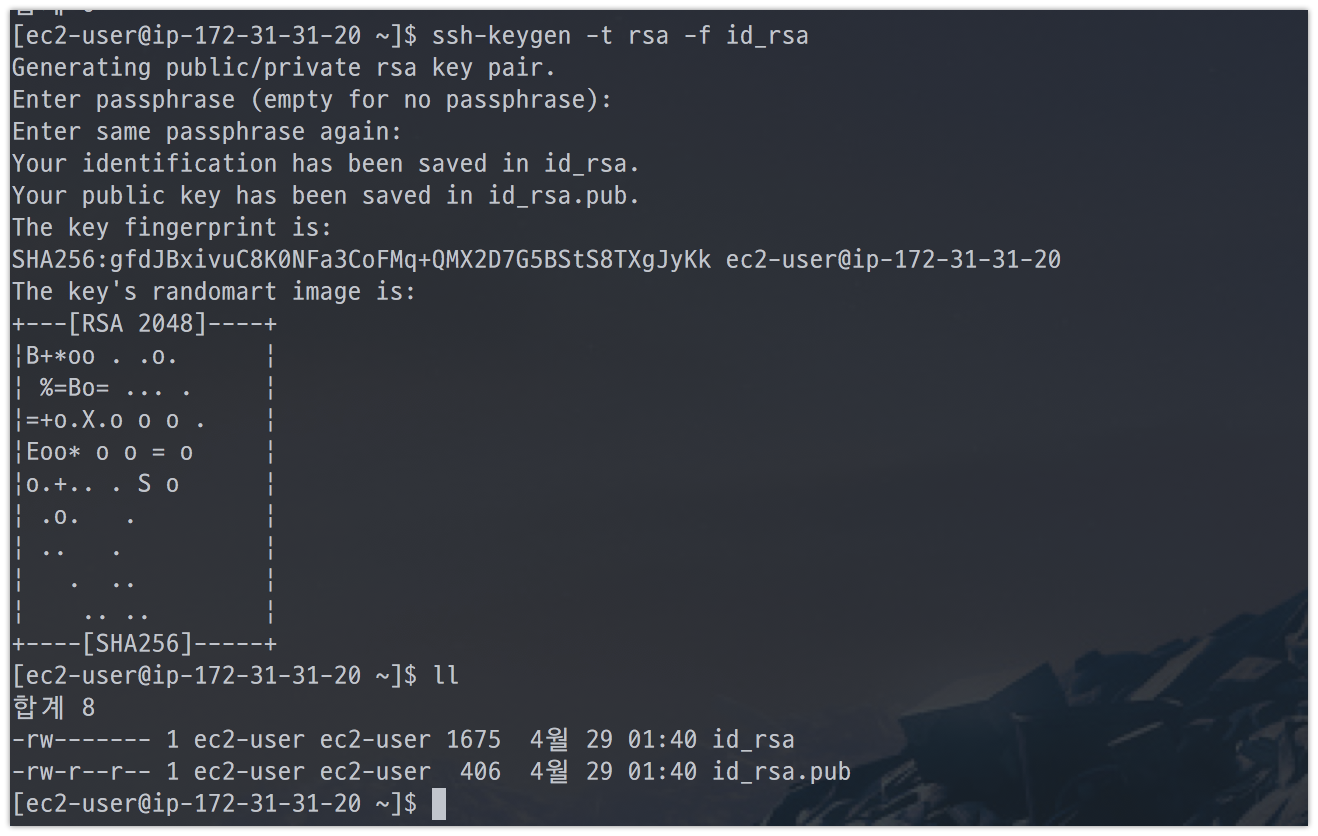 [ec2-user@ip-172-31-31-20 ~]$ ssh-keygen -t rsa -f id_rsa
Generating public/private rsa key pair.
Enter passphrase (empty for no passphrase):
Enter same passphrase again:
Your identification has been saved in id_rsa.
Your public key has been saved in id_rsa.pub.
The key fingerprint is:
SHA256:gfdJBxivuC8K0NFa3CoFMq+QMX2D7G5BStS8TXgJyKk ec2-user@ip-172-31-31-20
The key's randomart image is:
+---[RSA 2048]----+
¦B+*oo . .o.      ¦
¦ %=Bo= ... .     ¦
¦=+o.X.o o o .    ¦
¦Eoo* o o = o     ¦
¦o.+.. . S o      ¦
¦ .o.   .         ¦
¦ ..   .          ¦
¦   .  ..         ¦
¦    .. ..        ¦
+----[SHA256]-----+
[ec2-user@ip-172-31-31-20 ~]$ ll
합계 8
-rw------- 1 ec2-user ec2-user 1675  4월 29 01:40 id_rsa
-rw-r--r-- 1 ec2-user ec2-user  406  4월 29 01:40 id_rsa.pub
[ec2-user@ip-172-31-31-20 ~]$